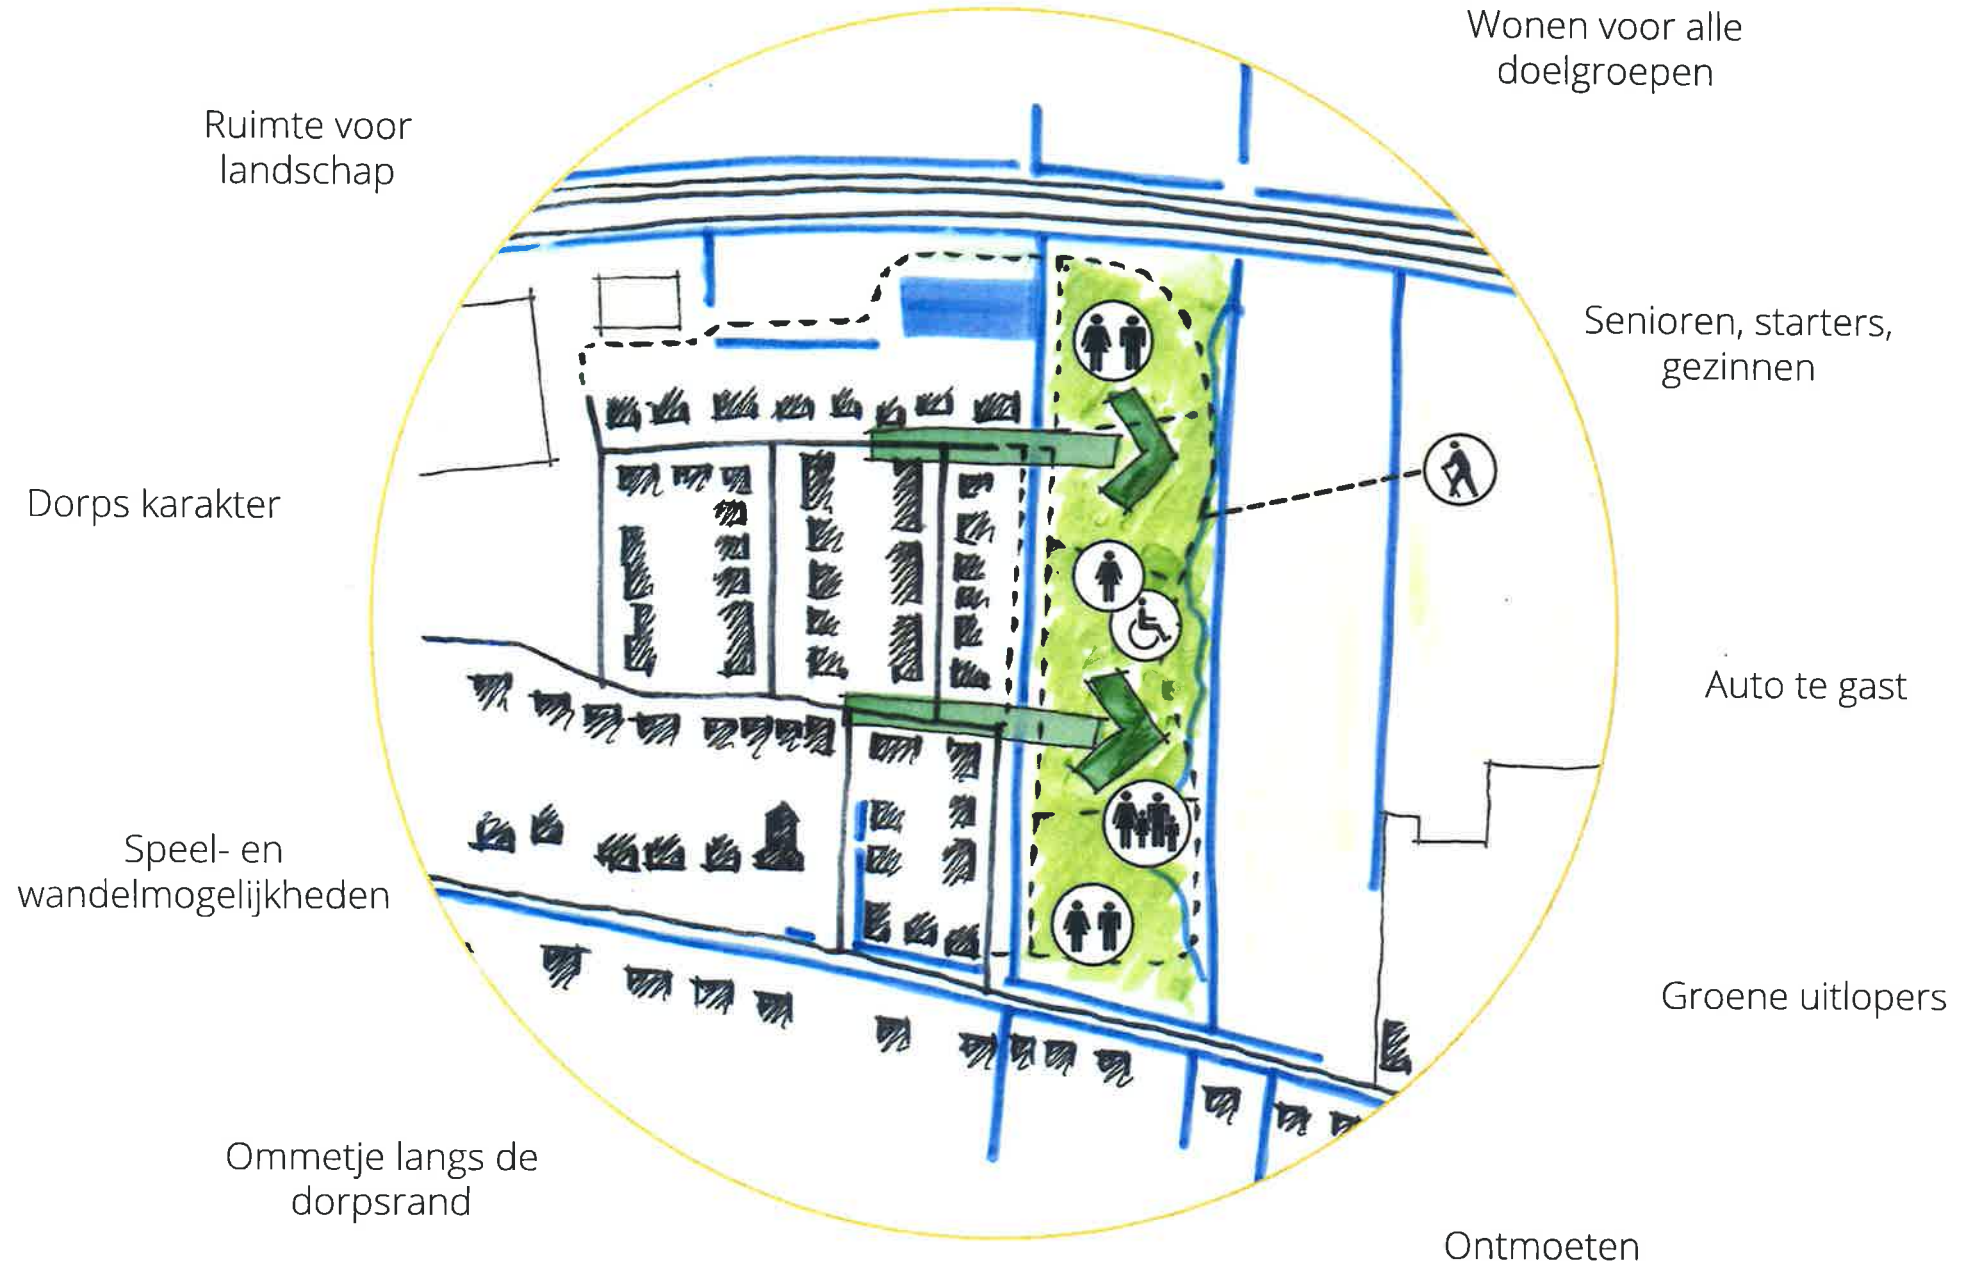 Wonen voor alle
doelgroepen
Ruimte voor
landschap
Senioren, starters,
gezinnen
Dorps karakter
Auto te gast
Speel- en
wandelmogelijkheden
Groene uitlopers
Ommetje langs de
dorpsrand
Ontmoeten